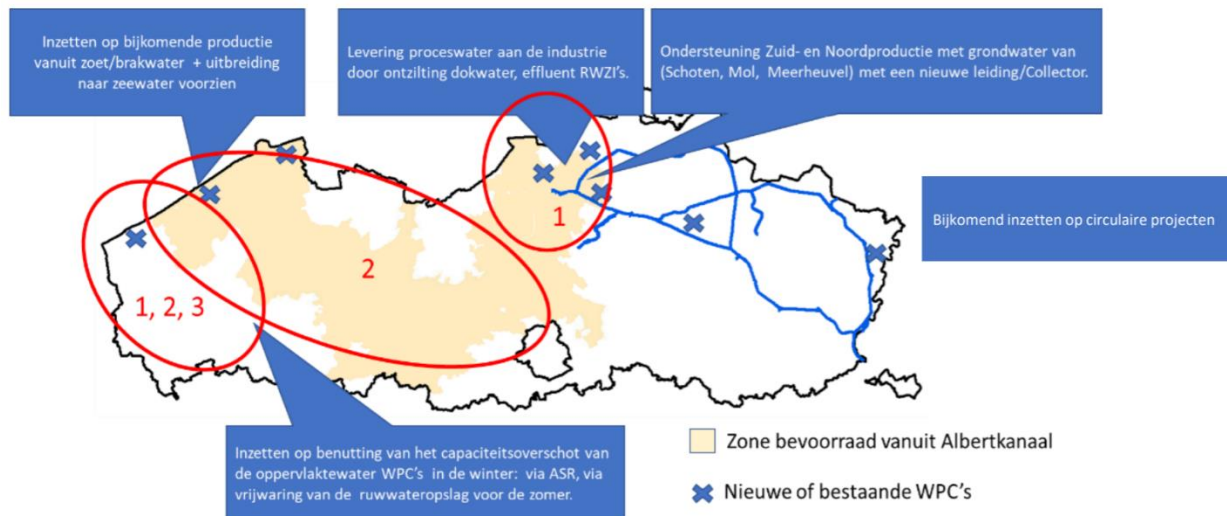 Inzetten op bijkomende productie
vanuit zoet/brakwater + uitbreiding
naar zeewater voorzien
Levering proceswater aan de industrie
door ontzilting dokwater, effluent RWZI’s.
Ondersteuning Zuid- en Noordproductie met grondwater van
(Schoten, Mol, Meerheuvel) met een nieuwe leiding/Collector.
1
2
1, 2, 3
Bijkomend inzetten op circulaire projecten
Inzetten op benutting van het capaciteitsoverschot van
de oppervlaktewater WPC’s in de winter: via ASR, via
vrijwaring van de ruwwateropslag voor de zomer.
Zone bevoorraad vanuit Albertkanaal
Nieuwe of bestaande WPC’s